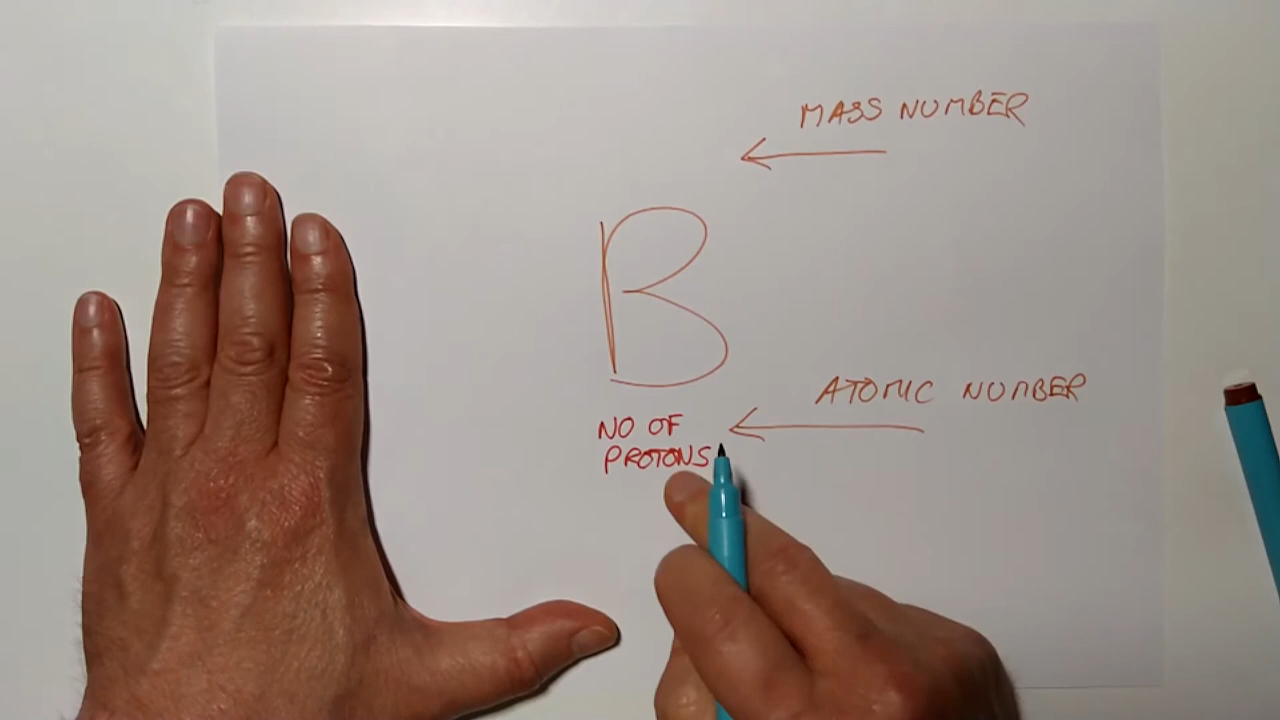 MASS NUMBER
B
ATOMIC NUMBER
NO OF
PROTONS